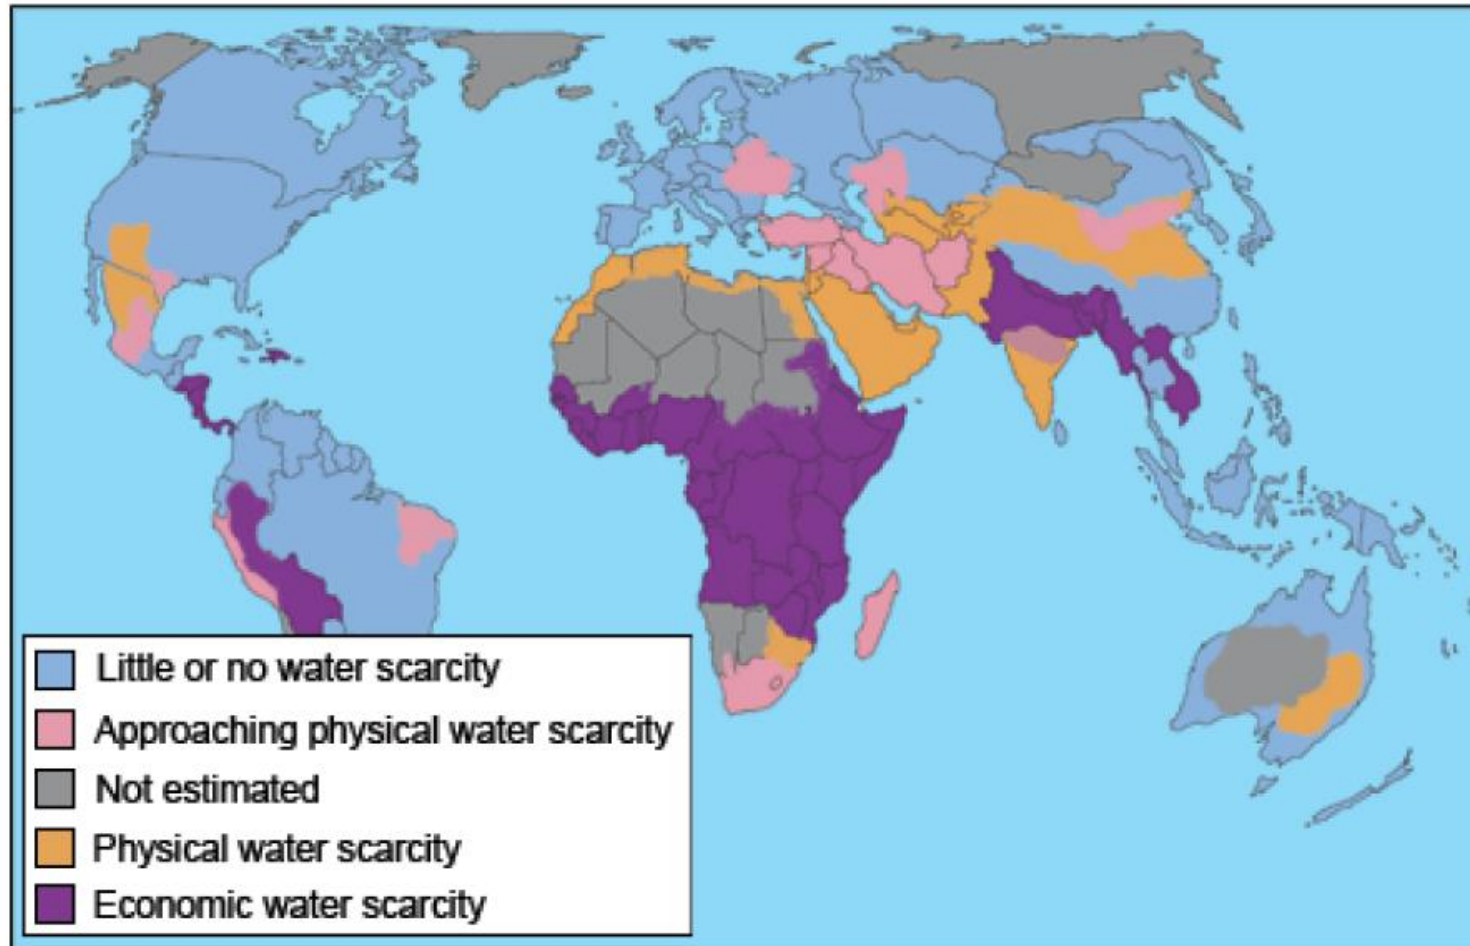 Little or no water scarcity
Approaching physical water scarcity
Not estimated
Physical water scarcity
Economic water scarcity